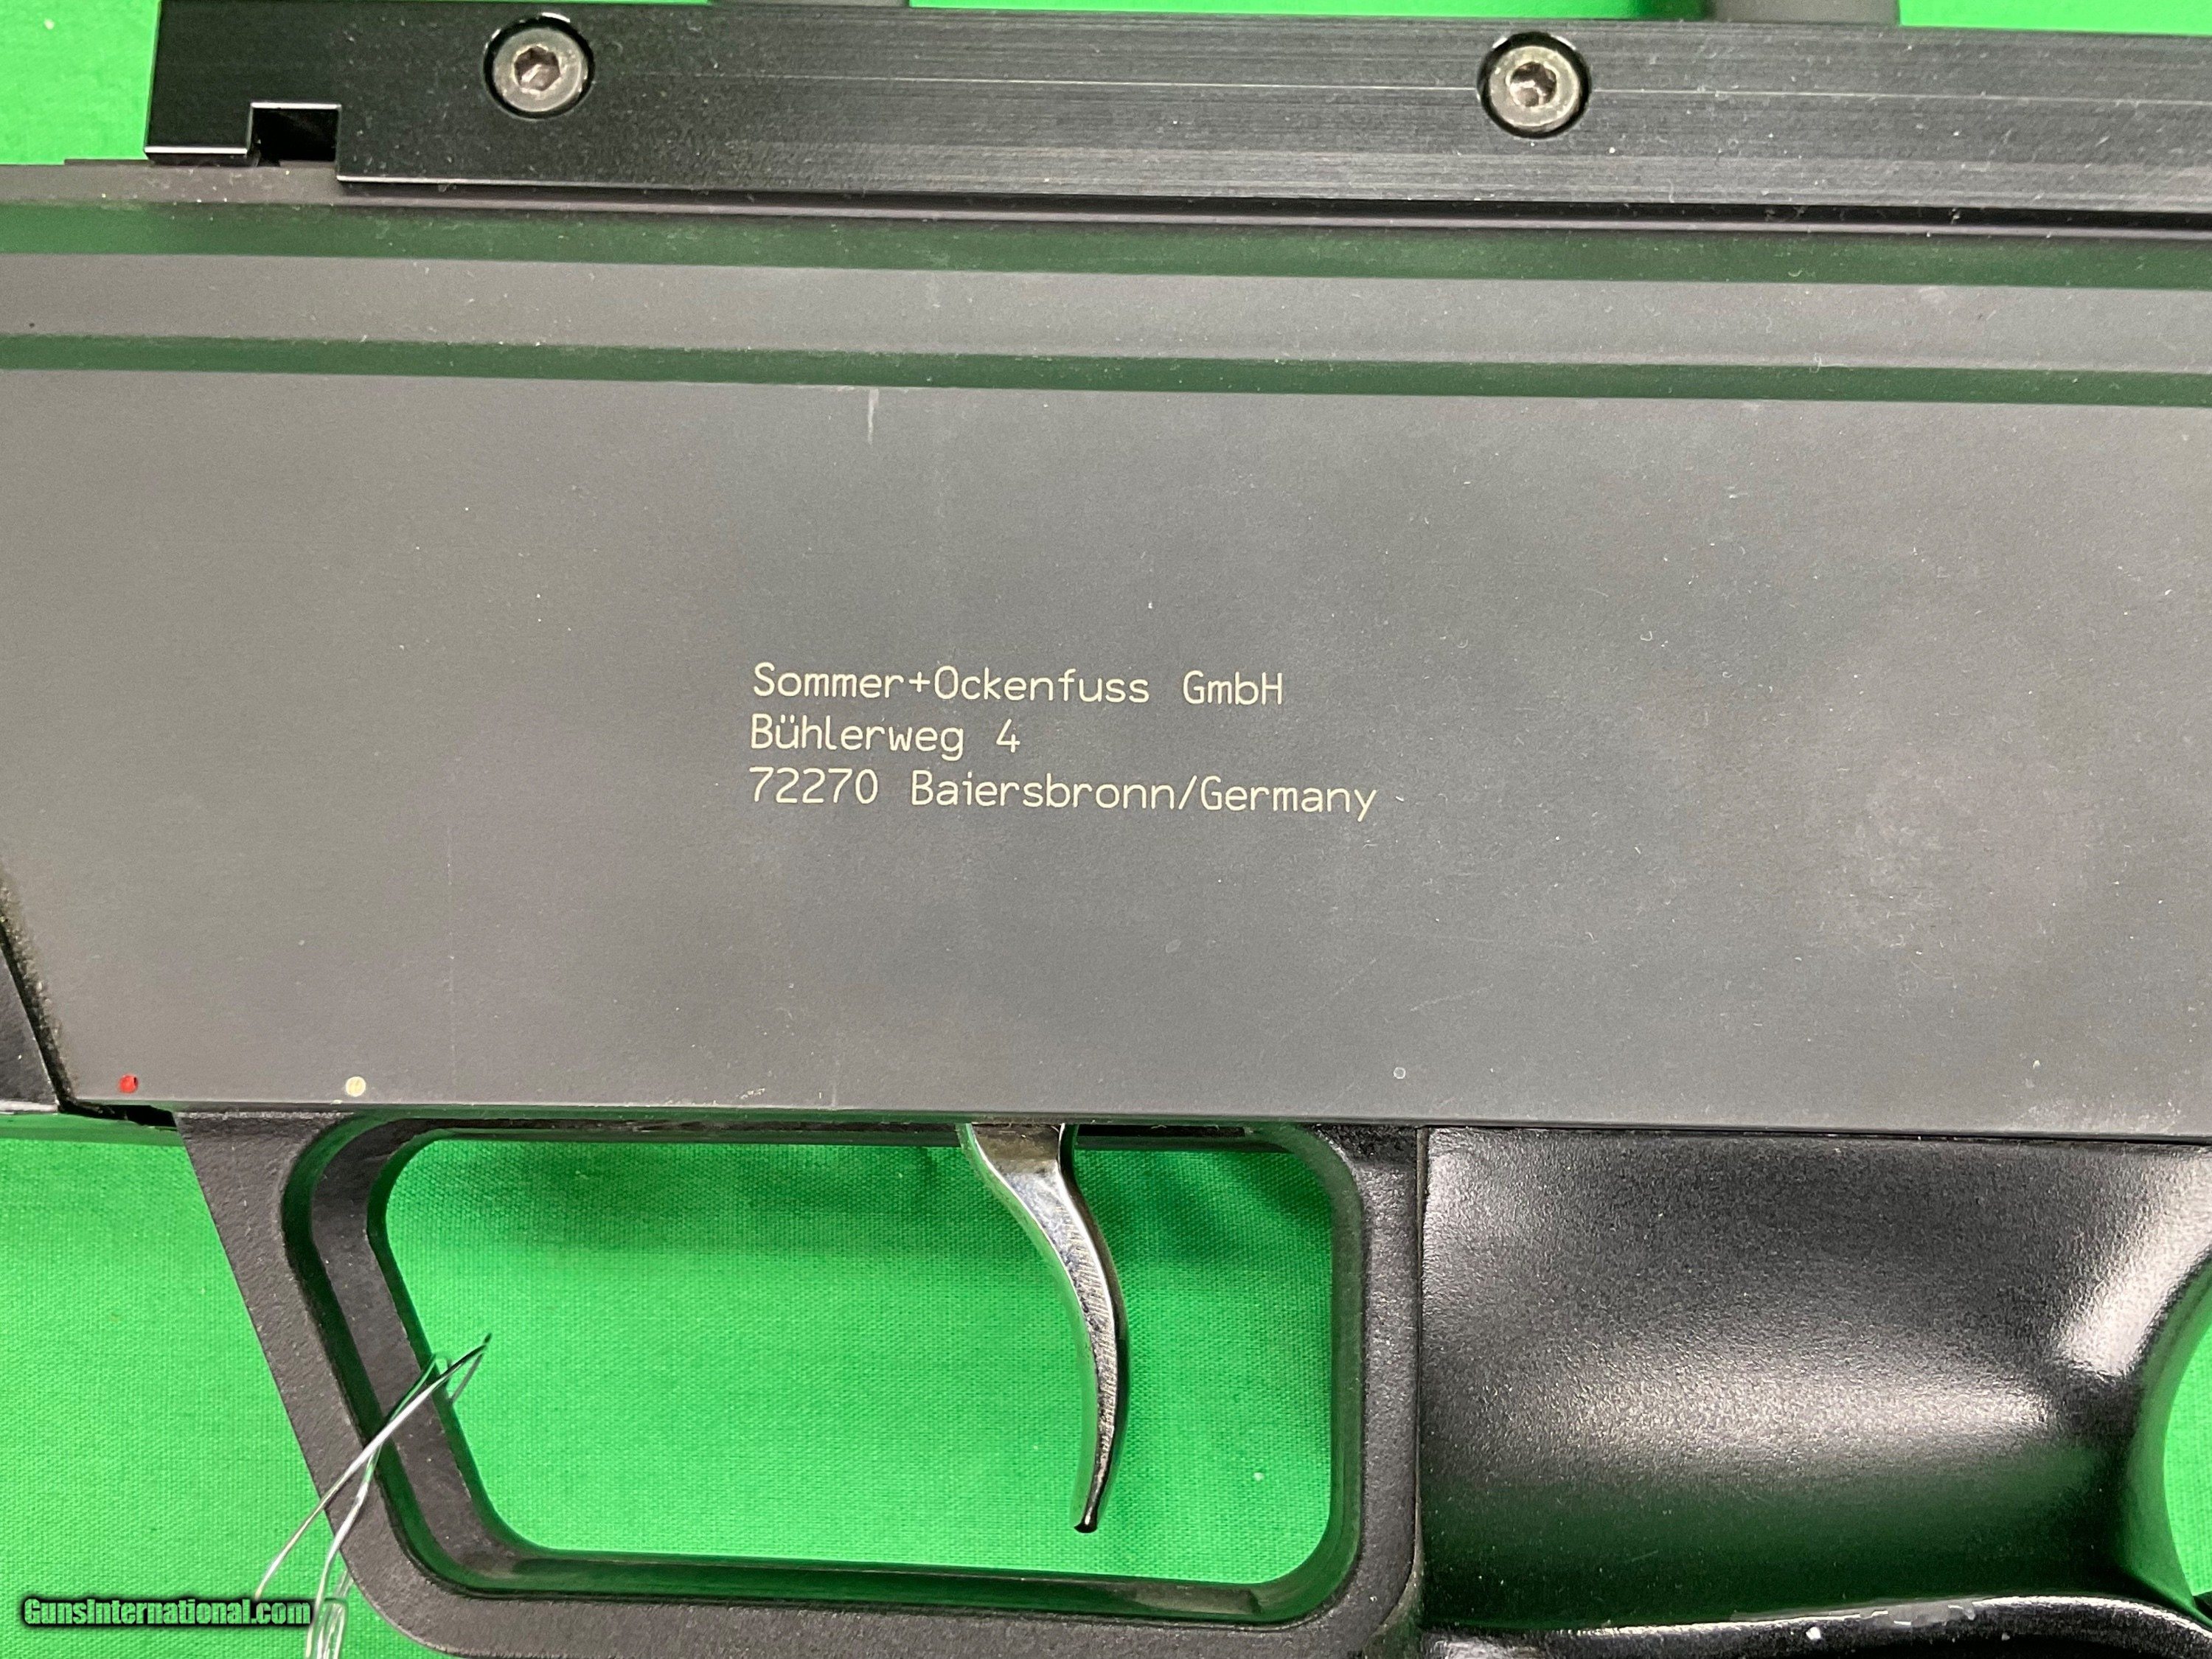 Sommer+Ockenfuss GmbH
Bühlerweg 4
72270 Baiersbronn/Germany
GunsInternational.com